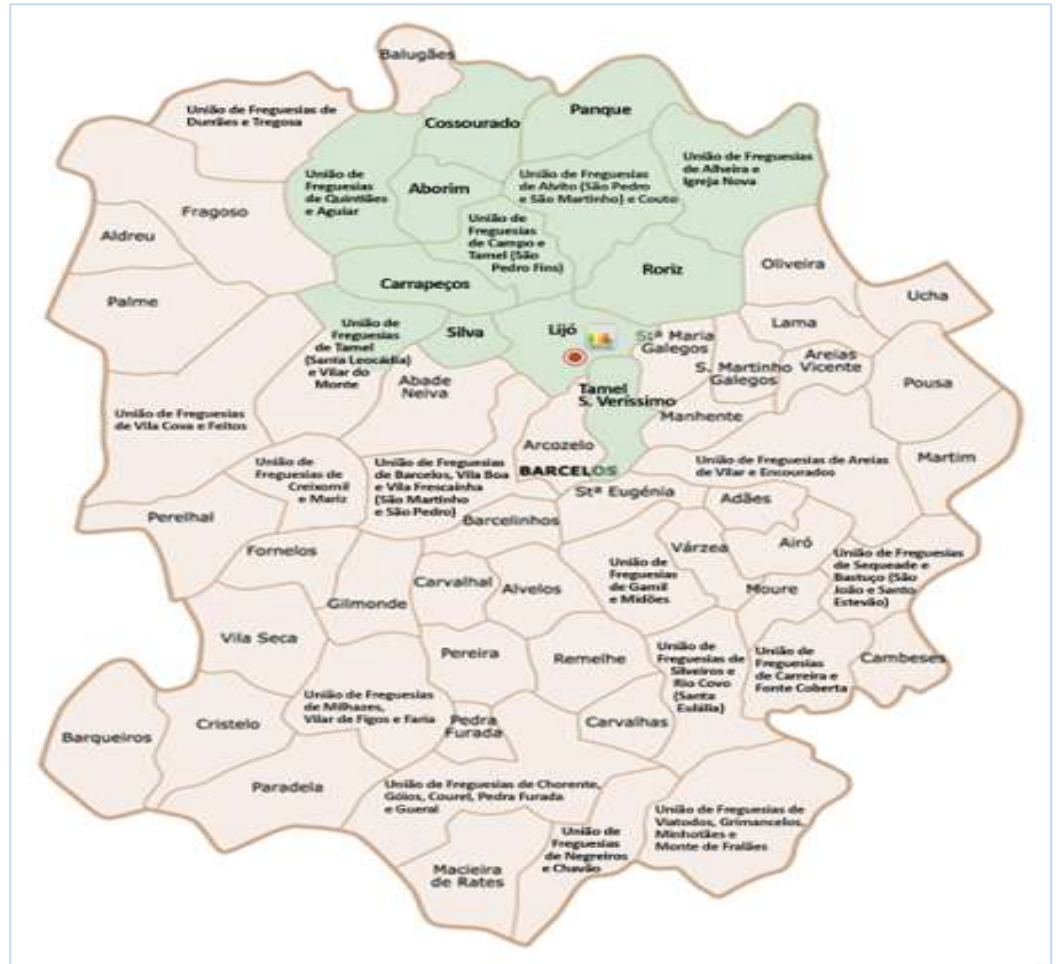 Balugães
União de Freguesias de
Durrães e Tregosa
Cossourado
Panque
União de
Freguesias
de Quintiães
e Aguiar
Aborim
União de Freguesias
de Alvito (São Pedro
e São Martinho) e Couto
União de Freguesias
de Alheira e
Igreja Nova
Fragoso
Aldreu
União de
Freguesias
de Campo e
Tamel (São
Pedro Fins)
Carrapeços
Roriz
Oliveira
Ucha
Palme
União de
Freguesias
de Tamel
(Santa Leocádia)
e Vilar do
Monte
Silva
Lijó
Stª Maria
Galegos
Lama
S. Martinho
Galegos
Areias
Vicente
Pousa
Abade
Neiva
Tamel
S. Veríssimo
Manhente
União de Freguesias
de Vila Cova e Feitos
Arcozelo
BARCELOS
União de Freguesias de Areias
de Vilar e Encourados
Martim
União de
Freguesias de
Creixomil
e Mariz
União de Freguesias
de Barcelos, Vila Boa
e Vila Frescainha
(São Martinho
e São Pedro)
Stª Eugénia
Adães
Perelhal
Barcelinhos
Fornelos
Várzea
Airó
União de Freguesias
de Sequeade e
Bastuço (São
João e Santo
Estevão)
Gilmonde
Carvalhal
Alvelos
União de
Freguesias
de Gamil
e Midões
Moure
Vila Seca
Pereira
Remelhe
União de
Freguesias de
Silveiros e
Rio Covo
(Santa
Eulália)
União de
Freguesias
de Carreira e
Fonte Coberta
Cambeses
Barqueiros
Cristelo
União de Freguesias
de Milhazes,
Vilar de Figos e Faria
Pedra
Furada
Carvalhas
Paradela
União de Freguesias de Chorente,
Góios, Courel, Pedra Furada
e Gueral
União de Freguesias de
Viatodos, Grimancelos,
Minhotães e
Monte de Fralães
Macieira
de Rates
União de
Freguesias
de Negreiros
e Chavão